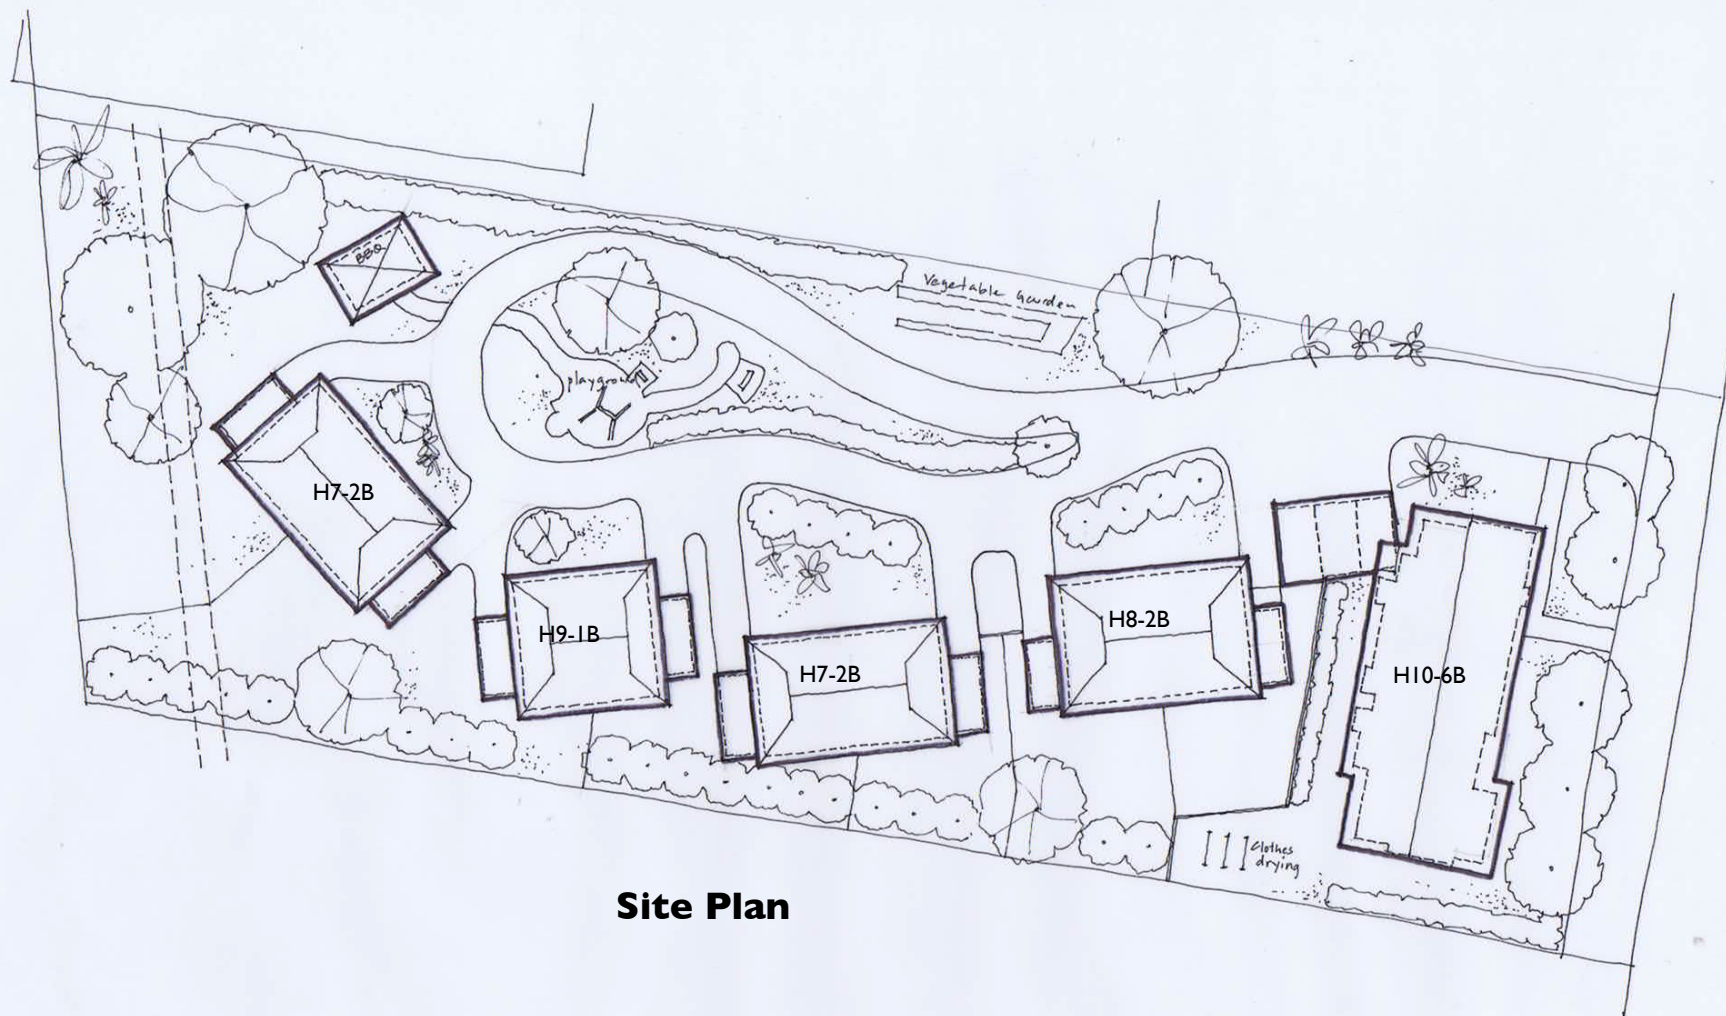 BBQ
Vegetable Garden
playground
H7-2B
H9-1B
H7-2B
H8-2B
H10-6B
Clothes
drying
Site Plan